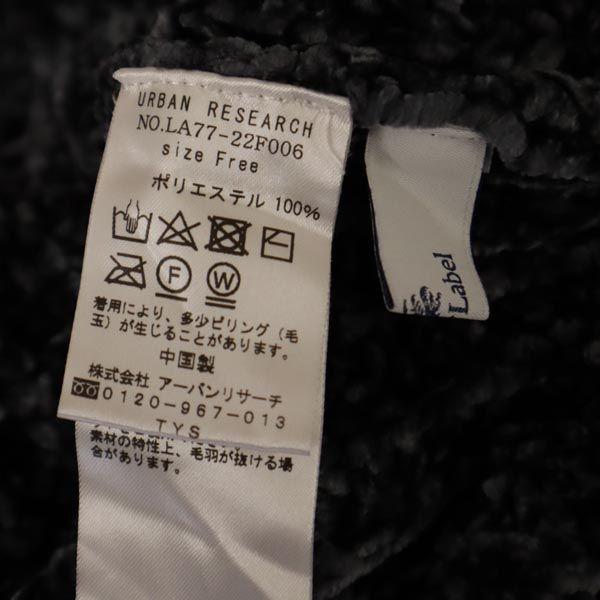 URBAN RESEARCH
NO.LA77-22F006
size Free
ポリエステル 100%
F W
着用により、多少ピリング(毛
玉)が生じることがあります。
中国製
株式会社 アーバンリサーチ
0120-967-013
TYS
素材の特性上、毛羽が抜ける場
合があります。
Label